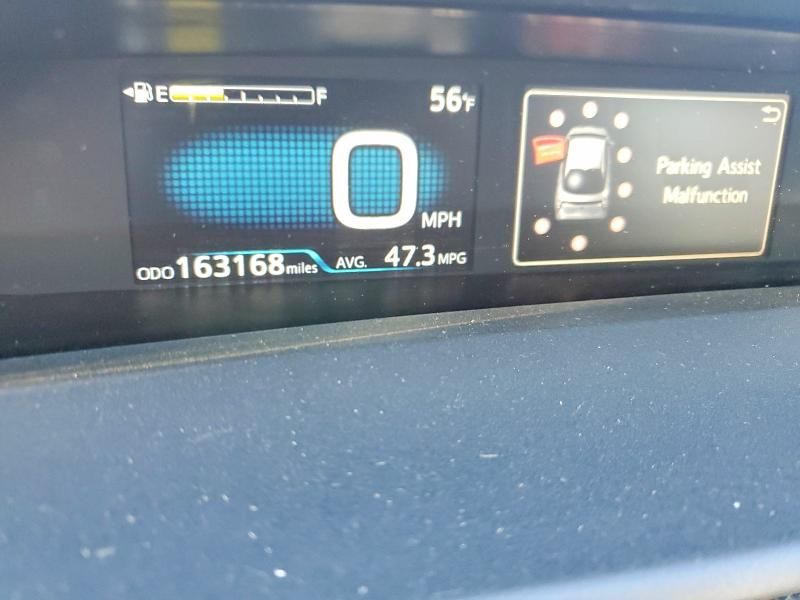 E F 56°F
0 MPH
ODO 163168 miles AVG. 47.3 MPG
Parking Assist
Malfunction